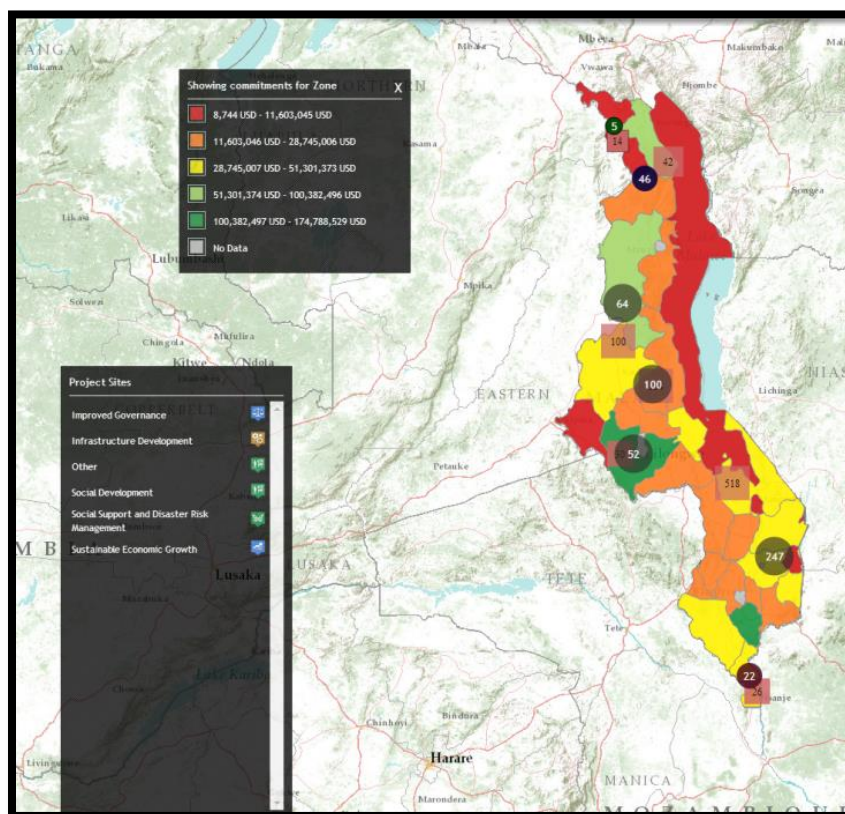 TANGA
Bukama
Mbala
Mbeya
Makumbako
Vwawa
Njombe
Showing commitments for Zone X
8,744 USD - 11,603,045 USD
11,603,046 USD - 28,745,006 USD
28,745,007 USD - 51,301,373 USD
51,301,374 USD - 100,382,496 USD
100,382,497 USD - 174,788,529 USD
No Data
Kasama
5
14
42
46
Songea
Likasi
Lubumbashi
Solwezi
Mpika
Chingola
Mufulira
Kitwe
Ndola
64
100
EASTERN
100
Lichinga
NIAS
Project Sites
Improved Governance
Infrastructure Development
Other
Social Development
Social Support and Disaster Risk
Management
Sustainable Economic Growth
Petauke
52
518
247
Lusaka
LUSAKA
TETE
Tete
22
26
Chinhoyi
Bindura
Harare
Marondera
MANICA
MOZAMBIQUE